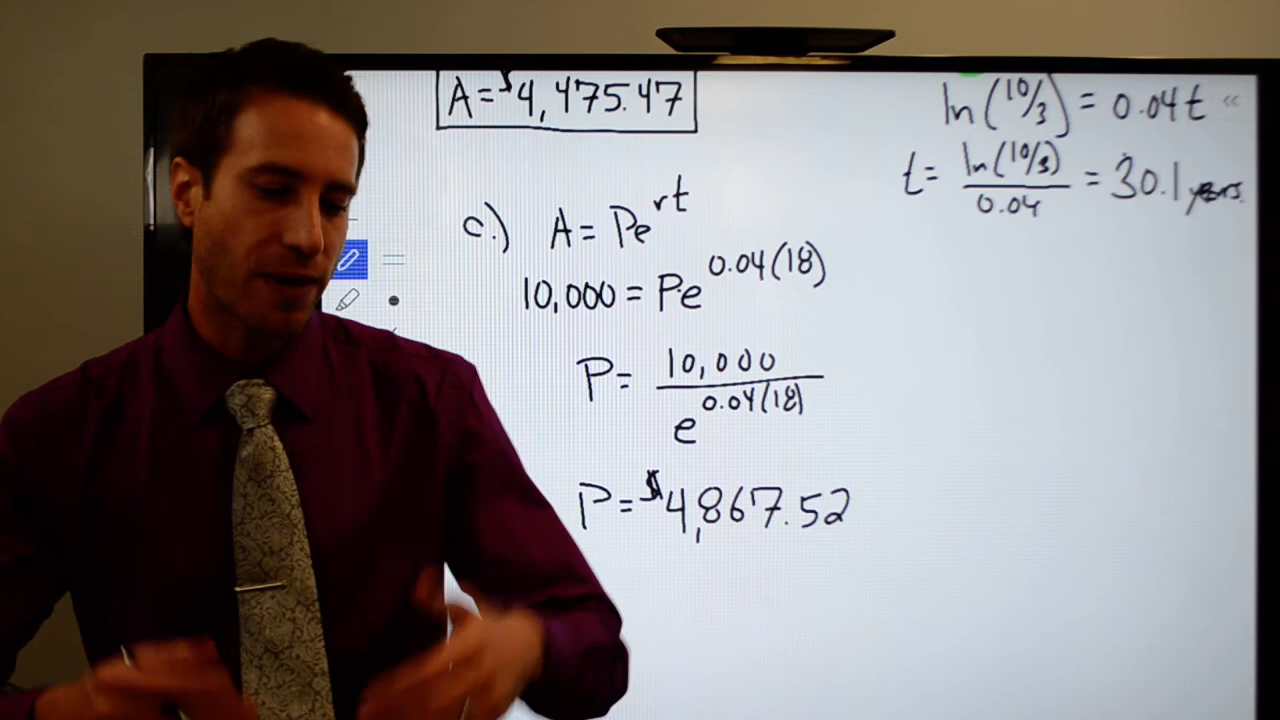 A = $4,475.47
c.) A = Pe^rt
10,000 = Pe^0.04(18)
P = 10,000 / e^0.04(18)
P = $4,867.52
ln(10/3) = 0.04t
t = ln(10/3) / 0.04 = 30.1 years.